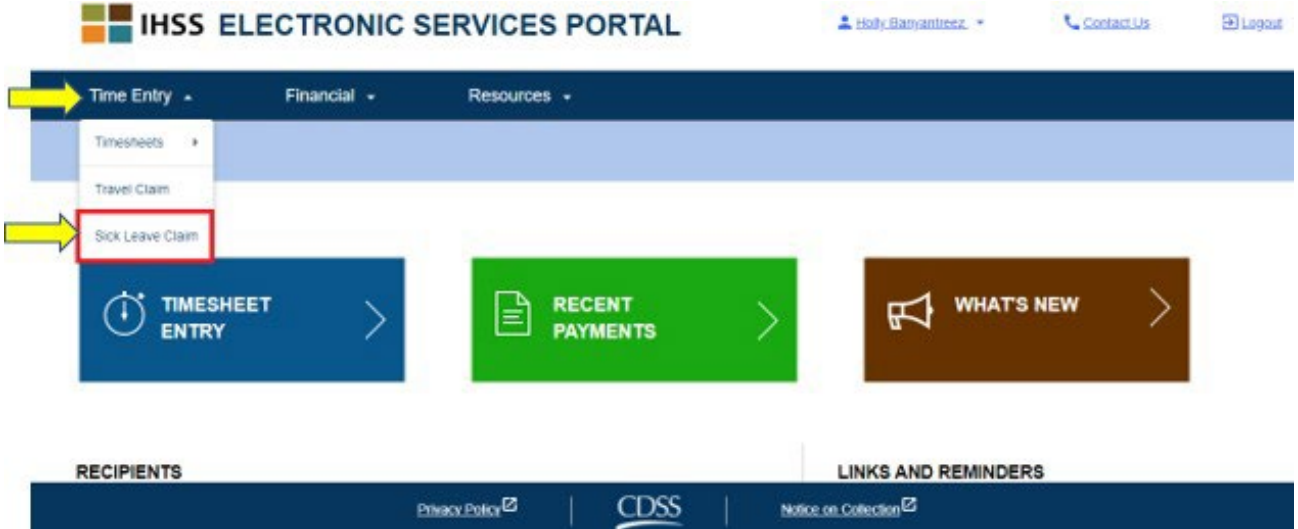 IHSS ELECTRONIC SERVICES PORTAL
Holly Banyantreez
Contact Us
Logout
Time Entry
Financial
Resources
Timesheets
Travel Claim
Sick Leave Claim
TIMESHEET
ENTRY
RECENT
PAYMENTS
WHAT'S NEW
RECIPIENTS
LINKS AND REMINDERS
Privacy Policy
CDSS
Notice on Collection